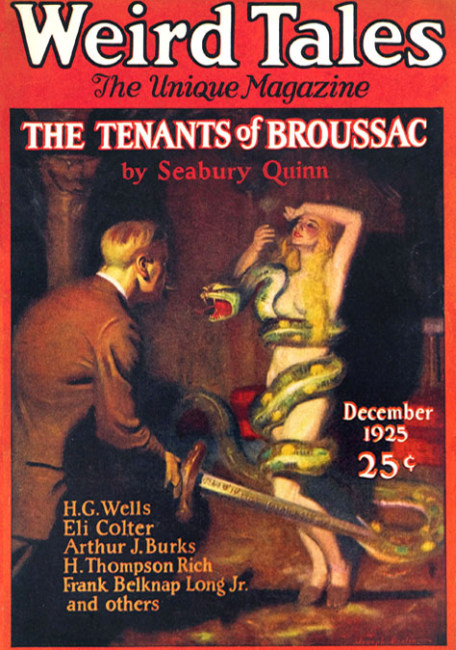 Weird Tales
The Unique Magazine
THE TENANTS of BROUSSAC
by Seabury Quinn
December
1925
25¢
H.G. Wells
Eli Colter
Arthur J. Burks
H. Thompson Rich
Frank Belknap Long Jr.
and others